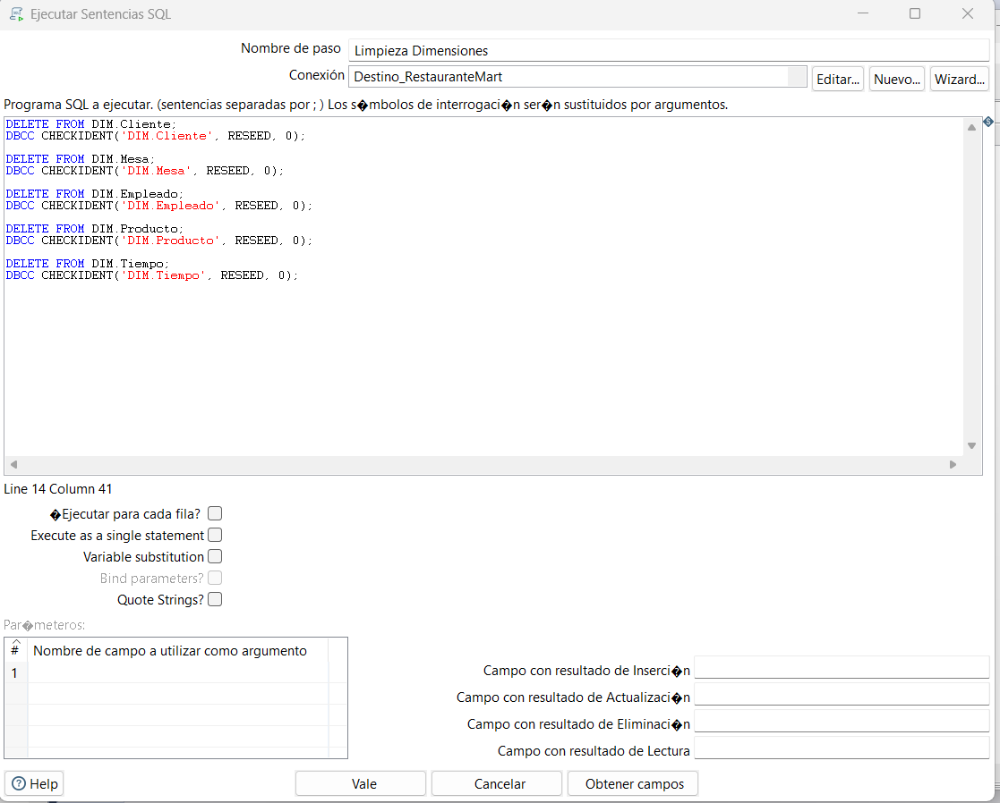 Ejecutar Sentencias SQL
Nombre de paso Limpieza Dimensiones
Conexión Destino_RestauranteMart Editar... Nuevo... Wizard...
Programa SQL a ejecutar. (sentencias separadas por ; ) Los s�mbolos de interrogaci�n ser�n sustituidos por argumentos.
DELETE FROM DIM.Cliente;
DBCC CHECKIDENT('DIM.Cliente', RESEED, 0);
DELETE FROM DIM.Mesa;
DBCC CHECKIDENT('DIM.Mesa', RESEED, 0);
DELETE FROM DIM.Empleado;
DBCC CHECKIDENT('DIM.Empleado', RESEED, 0);
DELETE FROM DIM.Producto;
DBCC CHECKIDENT('DIM.Producto', RESEED, 0);
DELETE FROM DIM.Tiempo;
DBCC CHECKIDENT('DIM.Tiempo', RESEED, 0);
Line 14 Column 41
�Ejecutar para cada fila?
Execute as a single statement
Variable substitution
Bind parameters?
Quote Strings?
Par�meteros:
# Nombre de campo a utilizar como argumento
1
Campo con resultado de Inserci�n
Campo con resultado de Actualizaci�n
Campo con resultado de Eliminaci�n
Campo con resultado de Lectura
Help Vale Cancelar Obtener campos